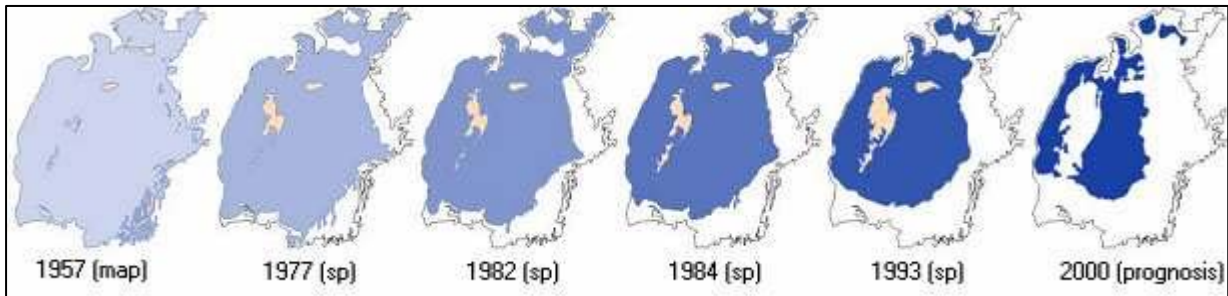 1957 (map) 1977 (sp) 1982 (sp) 1984 (sp) 1993 (sp) 2000 (prognosis)